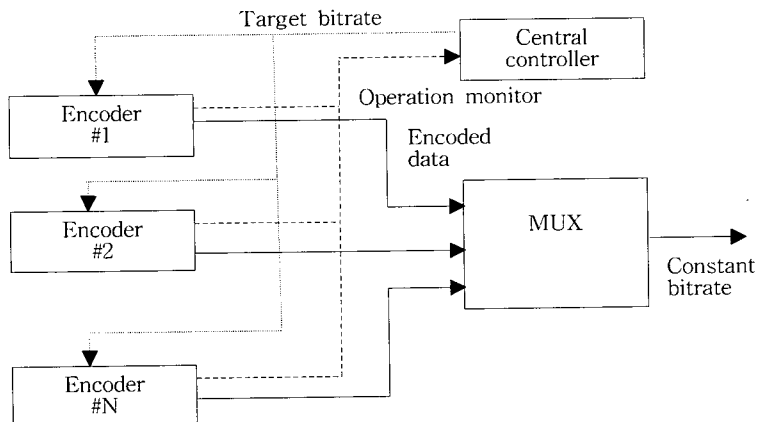 Target bitrate
Central
controller
Operation monitor
Encoder
#1
Encoded
data
Encoder
#2
MUX
Constant
bitrate
Encoder
#N